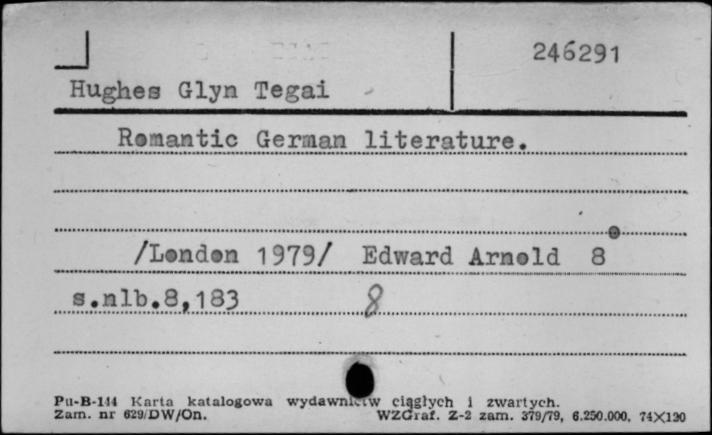 246291
Hughes Glyn Tegai
Romantic German literature.
/London 1979/ Edward Arnold 8°
s.nlb.8,183 8
Pu-B-144 Karta katalogowa wydawnictw ciągłych i zwartych.
Zam. nr 629/DW/On. WZGraf. Z-2 zam. 379/79, 6.250.000, 74X120